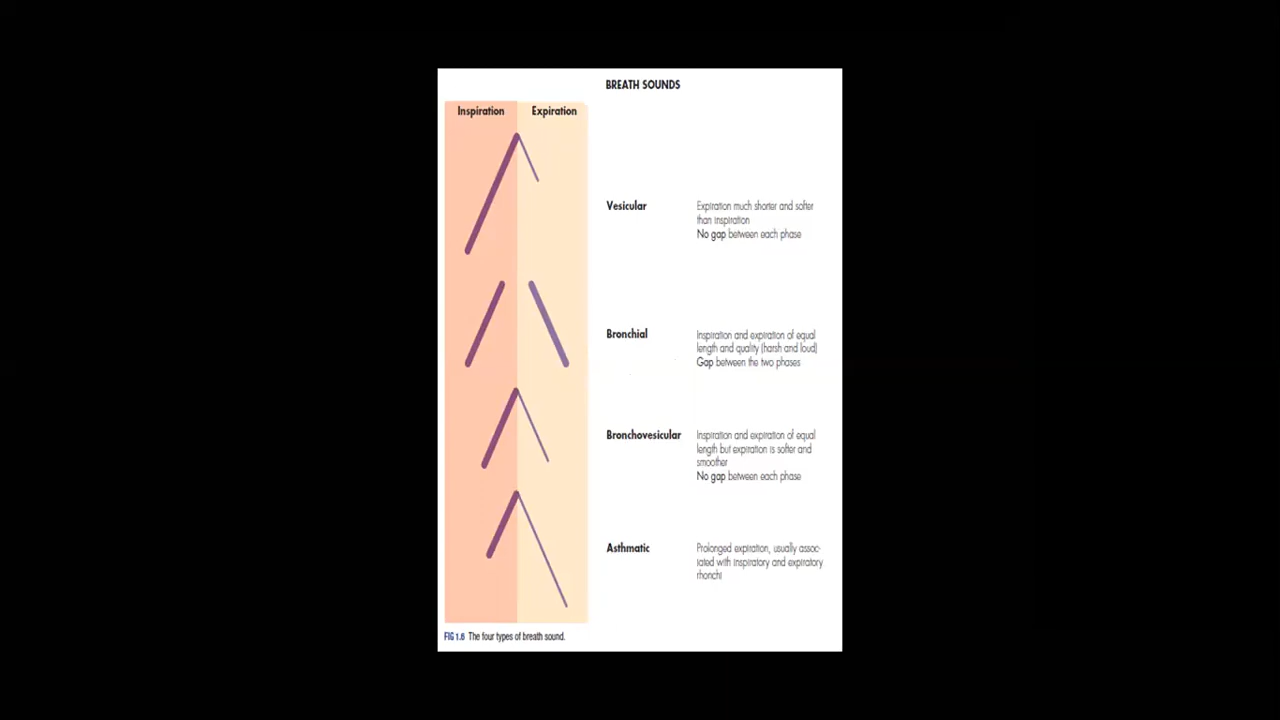 BREATH SOUNDS
Inspiration Expiration
Vesicular
Expiration much shorter and softer
than inspiration
No gap between each phase
Bronchial
Inspiration and expiration of equal
length and quality (harsh and loud)
Gap between the two phases
Bronchovesicular
Inspiration and expiration of equal
length but expiration is softer and
smoother
No gap between each phase
Asthmatic
Prolonged expiration, usually assoc-
iated with inspiratory and expiratory
rhonchi
FIG 1.6 The four types of breath sound.